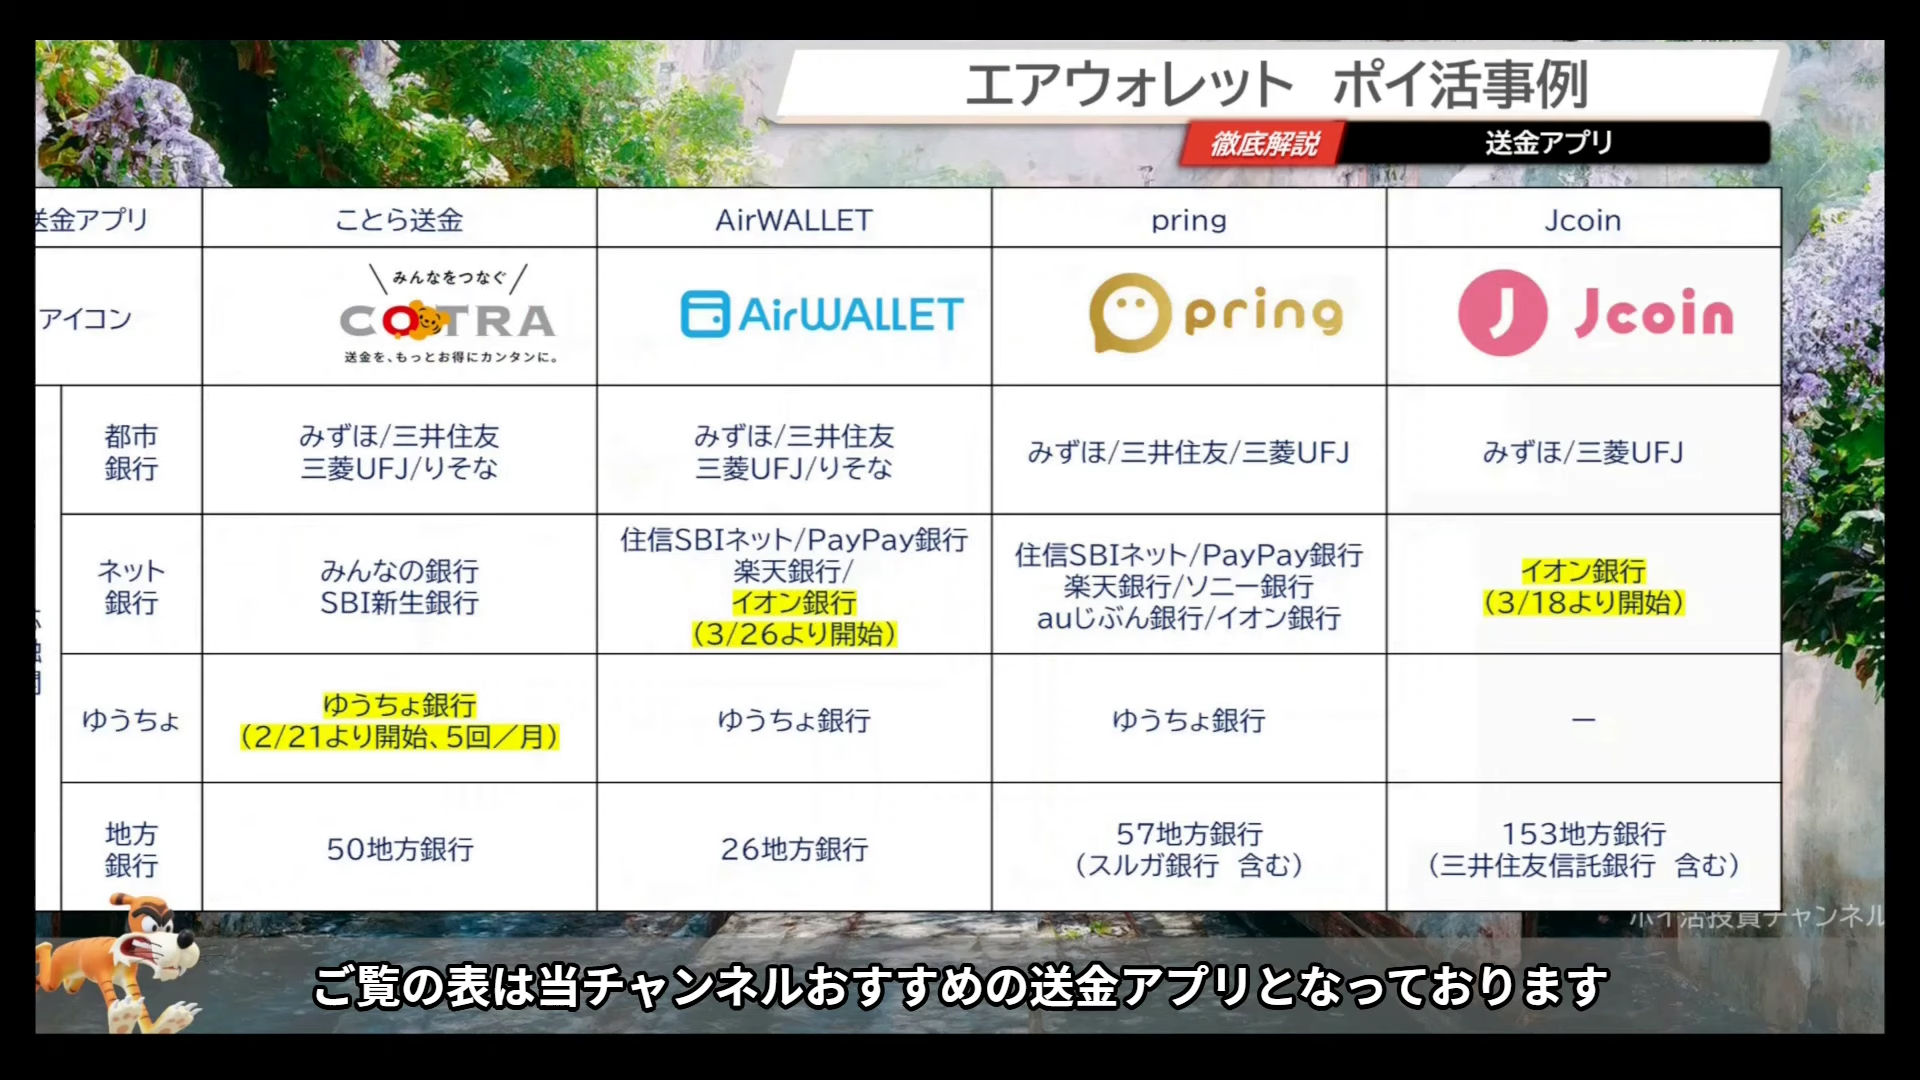 エアウォレット　ポイ活事例
徹底解説
送金アプリ
送金アプリ
ことら送金
AirWALLET
pring
Jcoin
アイコン
みんなをつなぐ
COTRA
送金を、もっとお得にカンタンに。
AirWALLET
pring
J Jcoin
都市
銀行
みずほ/三井住友
三菱UFJ/りそな
みずほ/三井住友
三菱UFJ/りそな
みずほ/三井住友/三菱UFJ
みずほ/三菱UFJ
ネット
銀行
みんなの銀行
SBI新生銀行
住信SBIネット/PayPay銀行
楽天銀行/
イオン銀行
（3/26より開始）
住信SBIネット/PayPay銀行
楽天銀行/ソニー銀行
auじぶん銀行/イオン銀行
イオン銀行
（3/18より開始）
ゆうちょ
ゆうちょ銀行
（2/21より開始、5回／月）
ゆうちょ銀行
ゆうちょ銀行
—
地方
銀行
50地方銀行
26地方銀行
57地方銀行
（スルガ銀行　含む）
153地方銀行
（三井住友信託銀行　含む）
ポイ活投資チャンネル
ご覧の表は当チャンネルおすすめの送金アプリとなっております